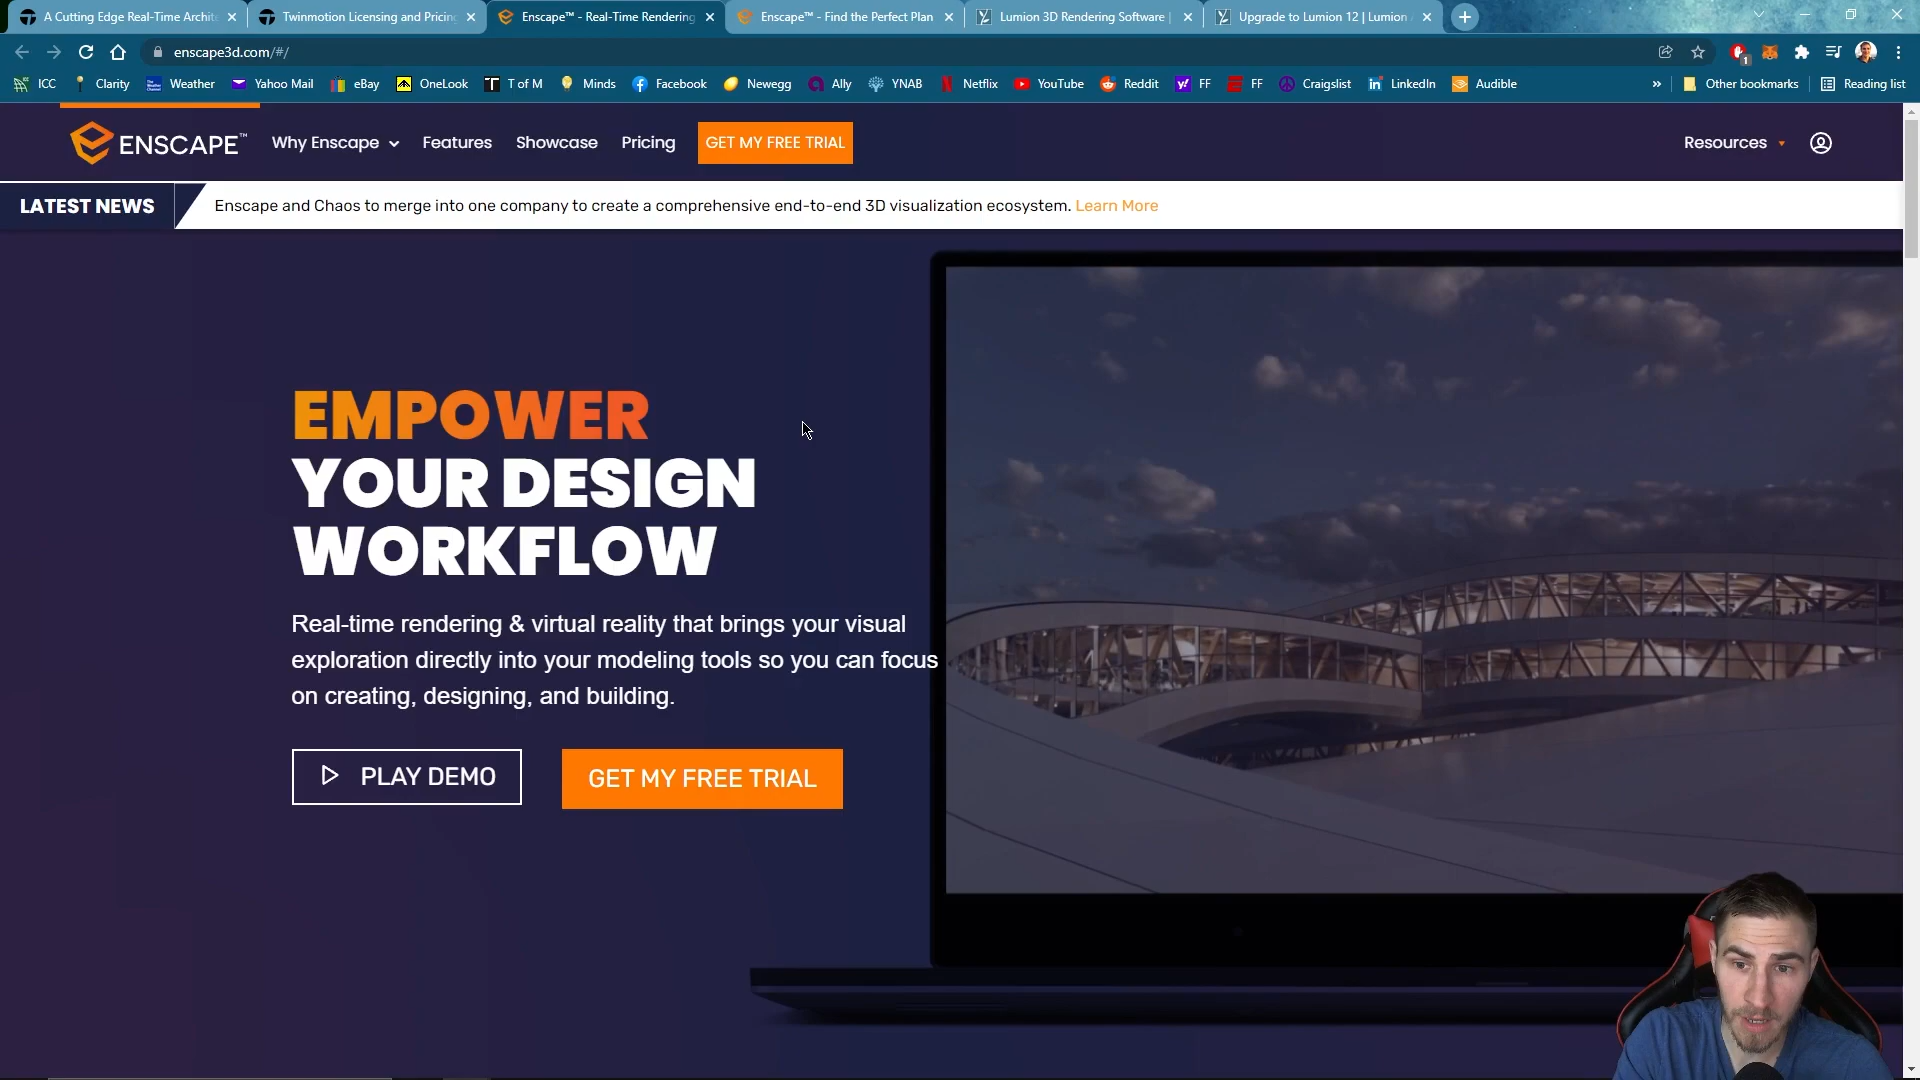 A Cutting Edge Real-Time Archite
Twinmotion Licensing and Pricing
Enscape™ - Real-Time Rendering
Enscape™ - Find the Perfect Plan
Lumion 3D Rendering Software |
Upgrade to Lumion 12 | Lumion
enscape3d.com/#/
ICC
Clarity
Weather
Yahoo Mail
eBay
OneLook
T of M
Minds
Facebook
Newegg
Ally
YNAB
Netflix
YouTube
Reddit
FF
FF
Craigslist
LinkedIn
Audible
»
Other bookmarks
Reading list
ENSCAPE™
Why Enscape
Features
Showcase
Pricing
GET MY FREE TRIAL
Resources
LATEST NEWS
Enscape and Chaos to merge into one company to create a comprehensive end-to-end 3D visualization ecosystem. Learn More
EMPOWER
YOUR DESIGN
WORKFLOW
Real-time rendering & virtual reality that brings your visual
exploration directly into your modeling tools so you can focus
on creating, designing, and building.
PLAY DEMO
GET MY FREE TRIAL